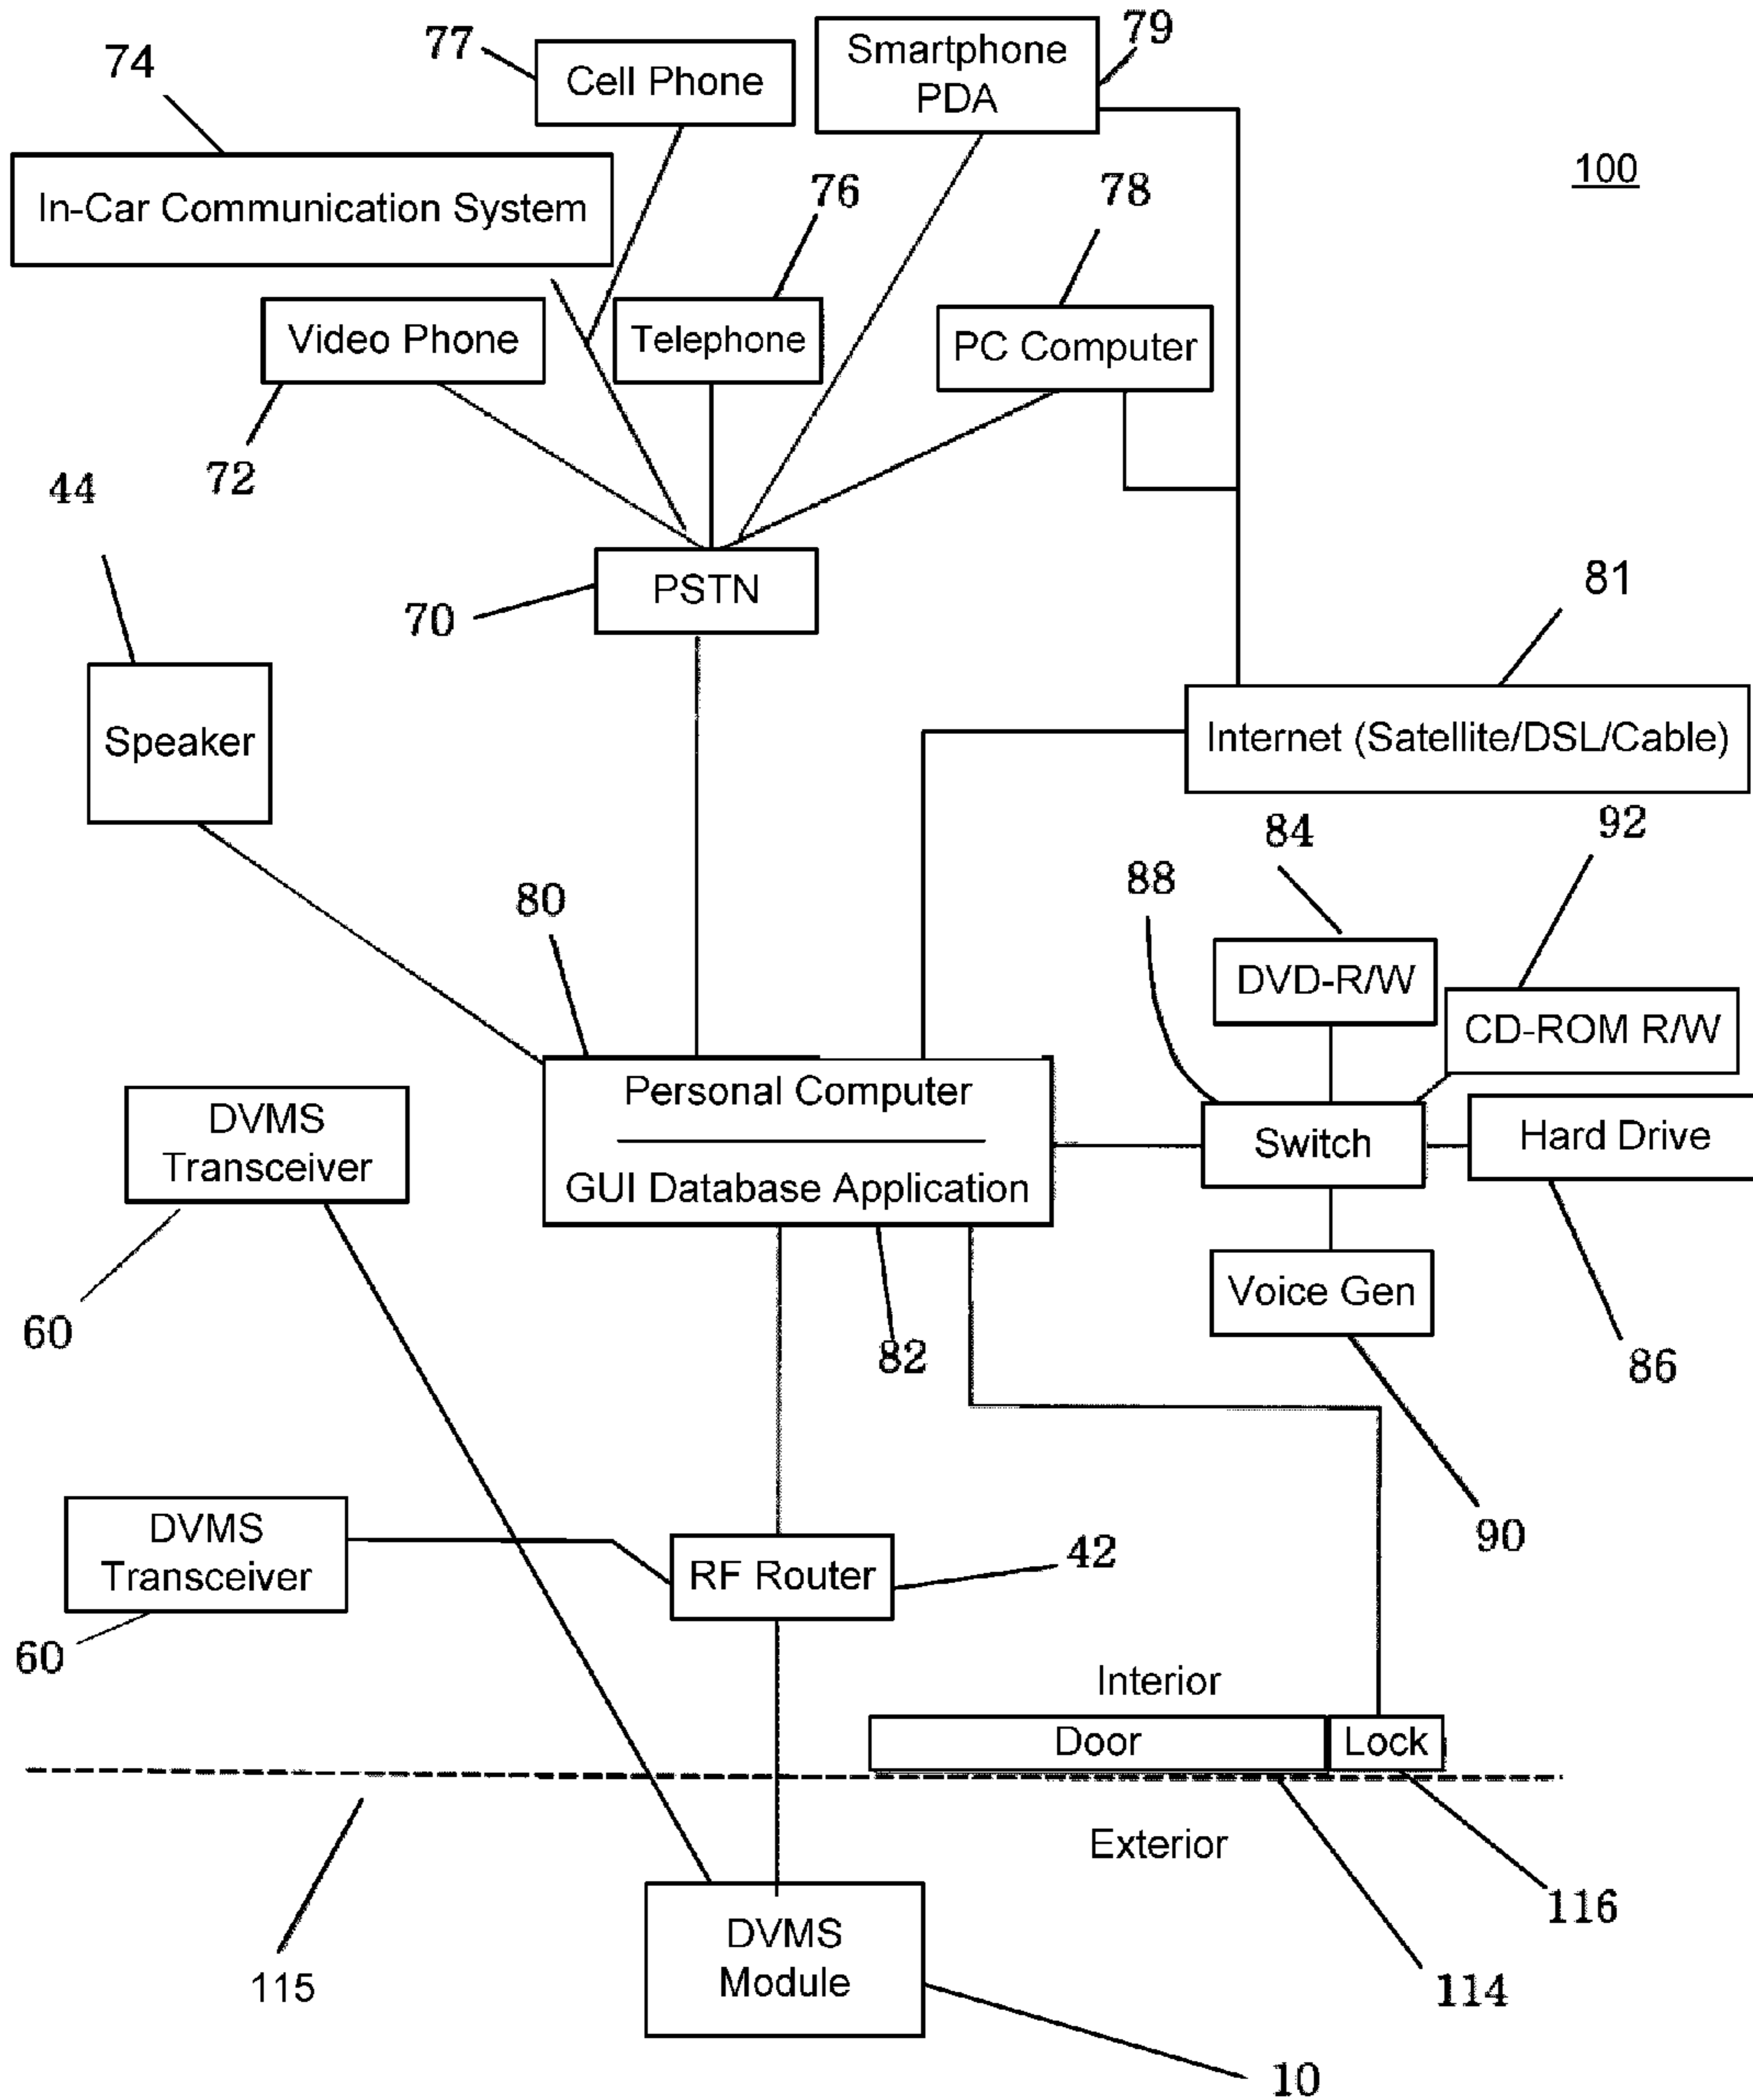 77
Cell Phone
Smartphone
PDA
79
74
In-Car Communication System
100
76
78
Video Phone
Telephone
PC Computer
72
44
PSTN
70
81
Speaker
Internet (Satellite/DSL/Cable)
92
84
88
80
DVD-R/W
CD-ROM R/W
Personal Computer
GUI Database Application
Switch
Hard Drive
DVMS
Transceiver
Voice Gen
60
82
86
DVMS
Transceiver
RF Router
42
90
60
Interior
Door
Lock
Exterior
116
115
DVMS
Module
114
10